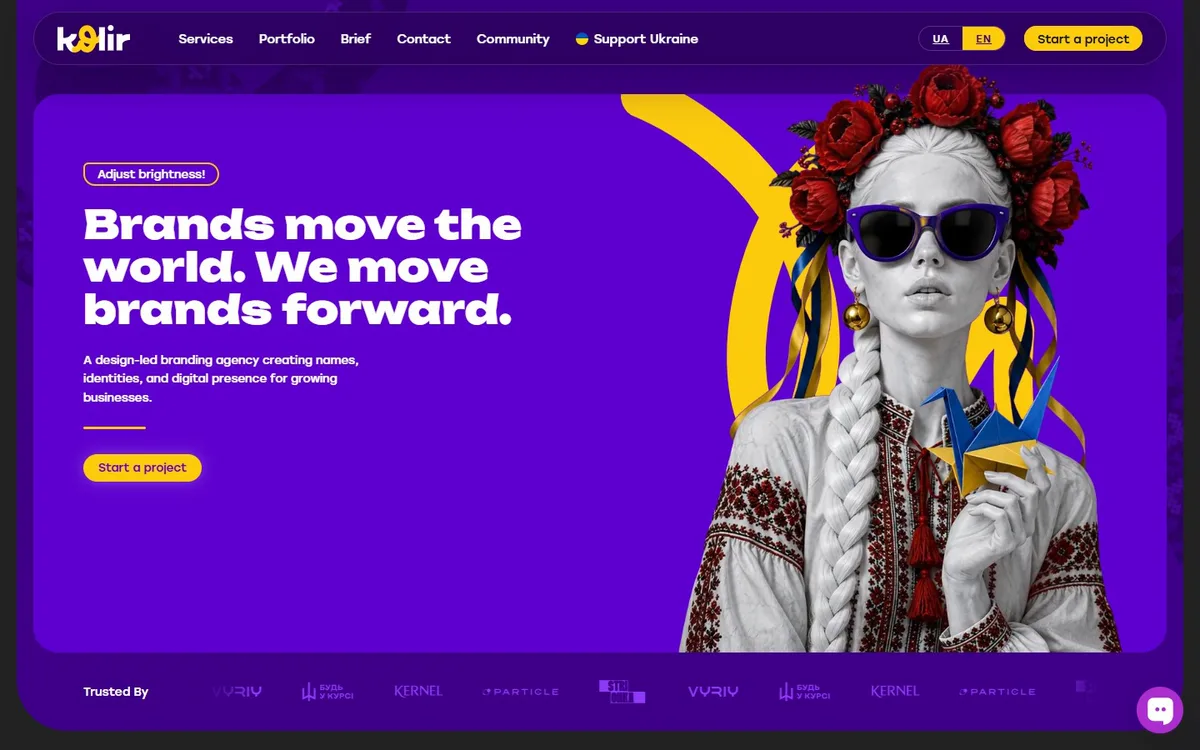 kolir
Services
Portfolio
Brief
Contact
Community
Support Ukraine
UA
EN
Start a project
Adjust brightness!
Brands move the
world. We move
brands forward.
A design-led branding agency creating names,
identities, and digital presence for growing
businesses.
Start a project
Trusted By
VYRIY
БУДЬ
У КУРСІ
KERNEL
PARTICLE
VYRIY
БУДЬ
У КУРСІ
KERNEL
PARTICLE